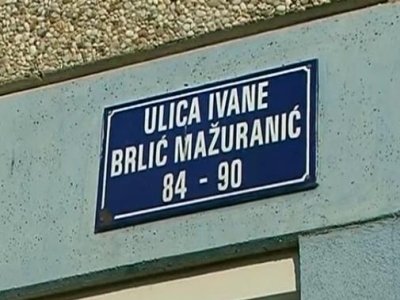 ULICA IVANE
BRLIĆ MAŽURANIĆ
84 - 90